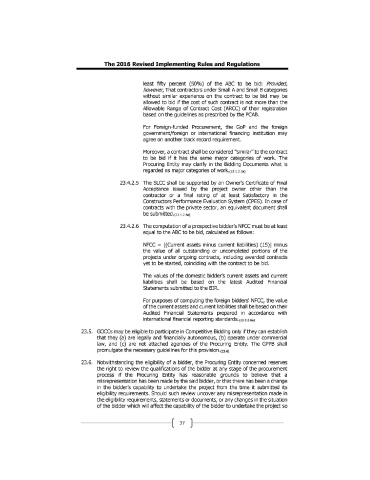 The 2016 Revised Implementing Rules and Regulations
least fifty percent (50%) of the ABC to be bid: Provided,
however, That contractors under Small A and Small B categories
without similar experience on the contract to be bid may be
allowed to bid if the cost of such contract is not more than the
Allowable Range of Contract Cost (ARCC) of their registration
based on the guidelines as prescribed by the PCAB.
For Foreign-funded Procurement, the GoP and the foreign
government/foreign or international financing institution may
agree on another track record requirement.
Moreover, a contract shall be considered "similar" to the contract
to be bid if it has the same major categories of work. The
Procuring Entity may clarify in the Bidding Documents what is
regarded as major categories of work.
23.4.2.5 The SLCC shall be supported by an Owner's Certificate of Final
Acceptance issued by the project owner other than the
contractor or a final rating of at least Satisfactory in the
Constructors Performance Evaluation System (CPES). In case of
contracts with the private sector, an equivalent document shall
be submitted.
23.4.2.6 The computation of a prospective bidder's NFCC must be at least
equal to the ABC to be bid, calculated as follows:
NFCC = [(Current assets minus current liabilities) (15)] minus
the value of all outstanding or uncompleted portions of the
projects under ongoing contracts, including awarded contracts
yet to be started, coinciding with the contract to be bid.
The values of the domestic bidder's current assets and current
liabilities shall be based on the latest Audited Financial
Statements submitted to the BIR.
For purposes of computing the foreign bidders' NFCC, the value
of the current assets and current liabilities shall be based on their
Audited Financial Statements prepared in accordance with
international financial reporting standards.
23.5. GOCCs may be eligible to participate in Competitive Bidding only if they can establish
that they (a) are legally and financially autonomous, (b) operate under commercial
law, and (c) are not attached agencies of the Procuring Entity. The GPPB shall
promulgate the necessary guidelines for this provision.
23.6. Notwithstanding the eligibility of a bidder, the Procuring Entity concerned reserves
the right to review the qualifications of the bidder at any stage of the procurement
process if the Procuring Entity has reasonable grounds to believe that a
misrepresentation has been made by the said bidder, or that there has been a change
in the bidder's capability to undertake the project from the time it submitted its
eligibility requirements. Should such review uncover any misrepresentation made in
the eligibility requirements, statements or documents, or any changes in the situation
of the bidder which will affect the capability of the bidder to undertake the project so
37